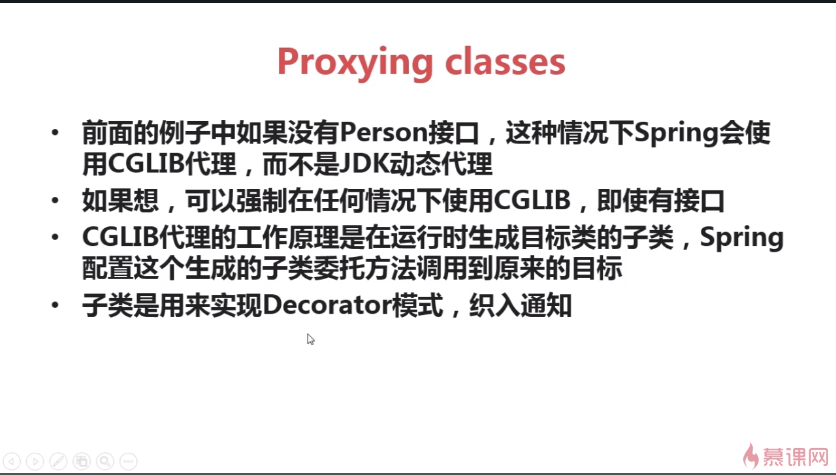 Proxying classes
• 前面的例子中如果没有Person接口，这种情况下Spring会使
用CGLIB代理，而不是JDK动态代理
• 如果想，可以强制在任何情况下使用CGLIB，即使有接口
• CGLIB代理的工作原理是在运行时生成目标类的子类，Spring
配置这个生成的子类委托方法调用到原来的目标
• 子类是用来实现Decorator模式，织入通知
慕课网